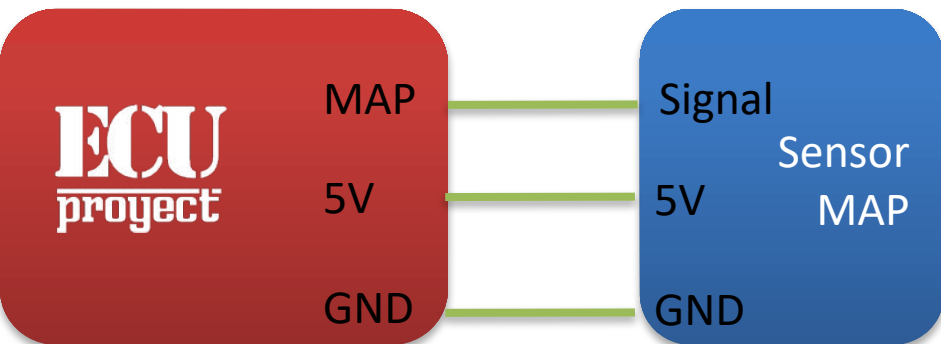 ECU
proyect
MAP
5V
GND
Signal
5V
GND
Sensor
MAP